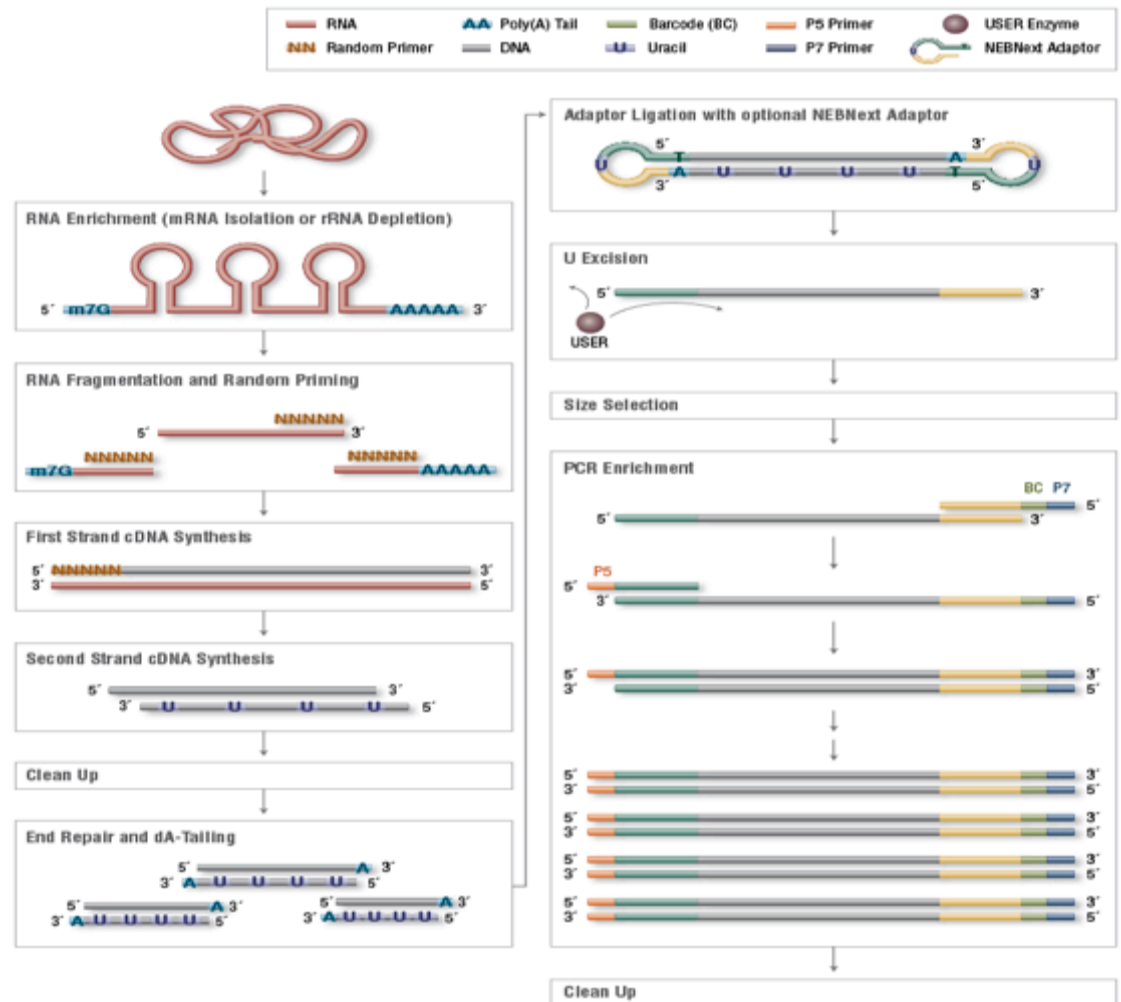 RNA Poly(A) Tail Barcode (BC) P5 Primer USER Enzyme
NN Random Primer AA DNA U Uracil P7 Primer NEBNext Adaptor
RNA Enrichment (mRNA Isolation or rRNA Depletion)
5´ m7G AAAAA 3´
RNA Fragmentation and Random Priming
NNNNN
5´ 3´
NNNNN NNNNN
m7G AAAAA
First Strand cDNA Synthesis
5´ NNNNN 3´
3´ 5´
Second Strand cDNA Synthesis
5´ 3´
3´ U U U U 5´
Clean Up
End Repair and dA-Tailing
5´ A 3´
3´ A U U U U 5´
5´ A 3´ 5´ A 3´
3´ A U U U U 5´ 3´ A U U U U 5´
Adaptor Ligation with optional NEBNext Adaptor
5´ 3´
T A
U U
A U U U U T
3´ 5´
U Excision
5´ 3´
USER
Size Selection
PCR Enrichment
BC P7
5´
5´ 3´
P5
5´
3´ 5´
5´ 3´
3´ 5´
5´ 3´
3´ 5´
5´ 3´
3´ 5´
5´ 3´
3´ 5´
5´ 3´
3´ 5´
Clean Up